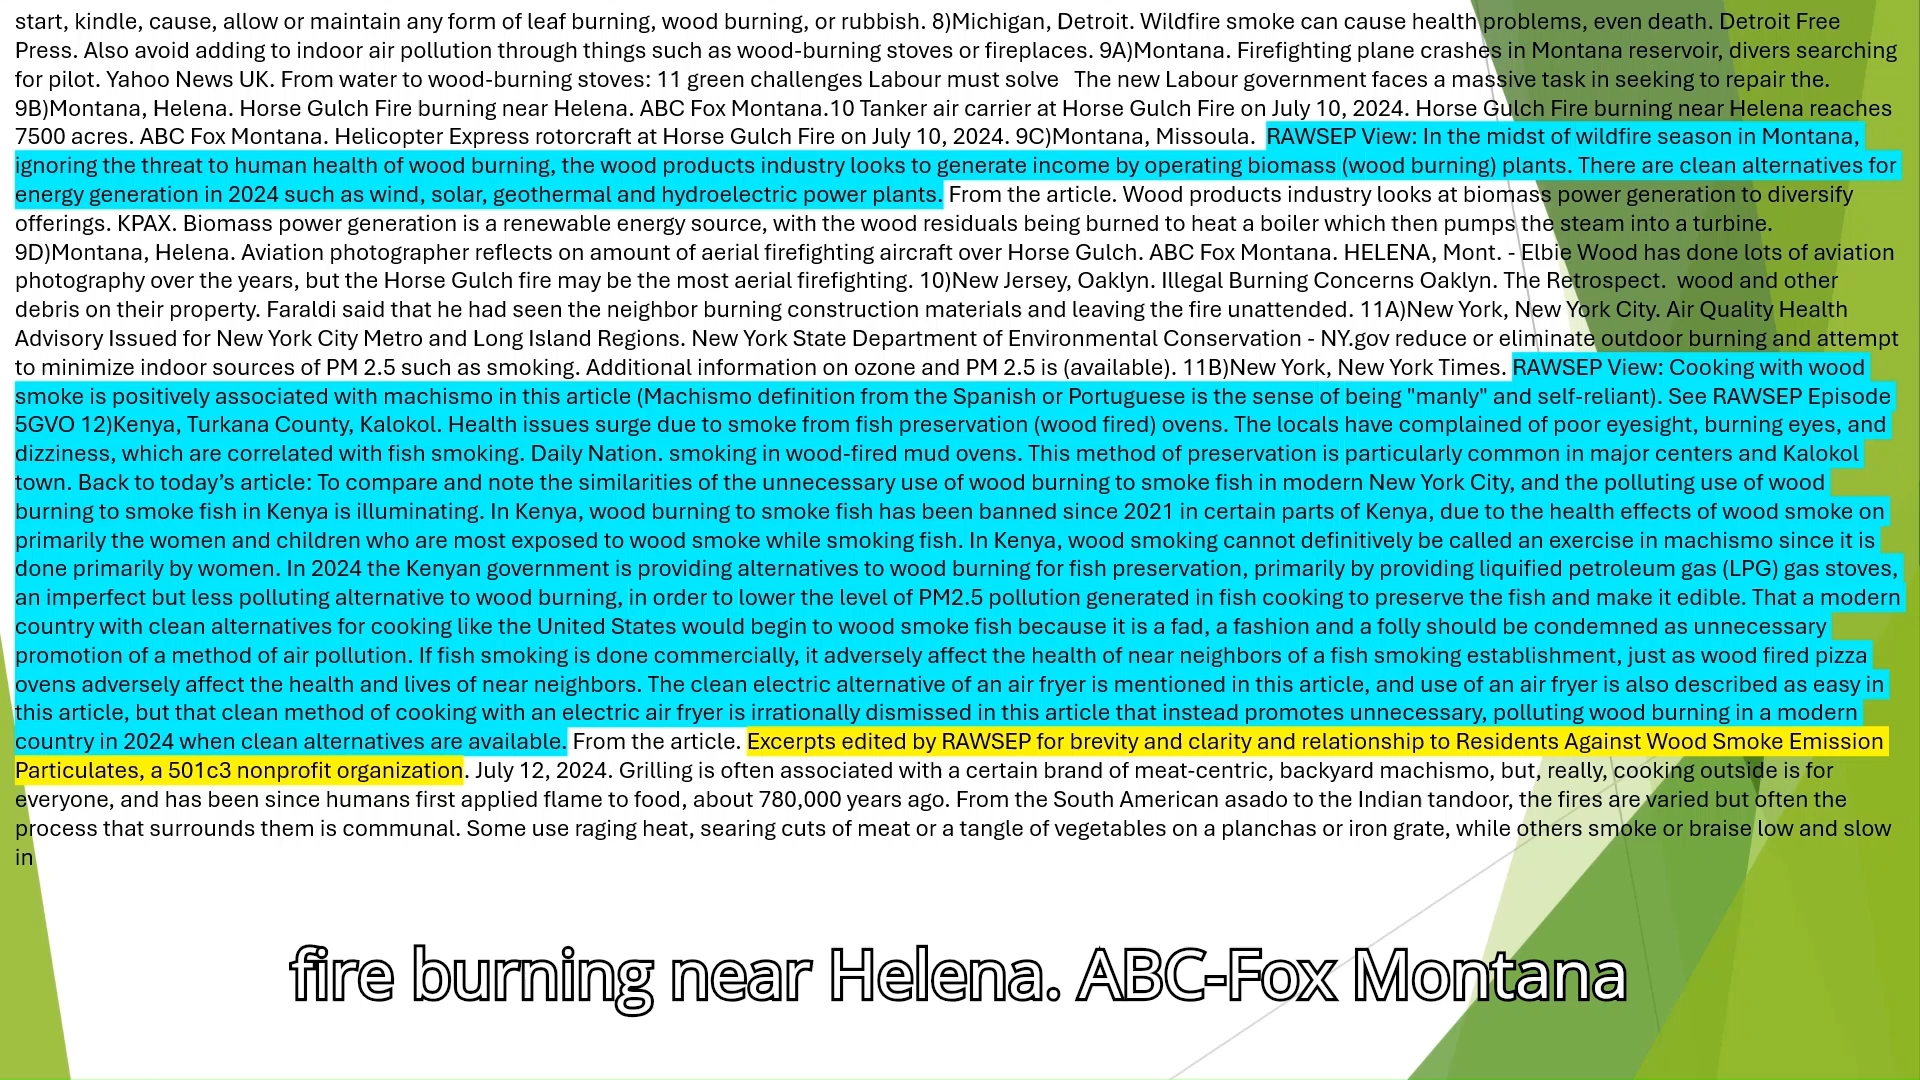 start, kindle, cause, allow or maintain any form of leaf burning, wood burning, or rubbish. 8)Michigan, Detroit. Wildfire smoke can cause health problems, even death. Detroit Free
Press. Also avoid adding to indoor air pollution through things such as wood-burning stoves or fireplaces. 9A)Montana. Firefighting plane crashes in Montana reservoir, divers searching
for pilot. Yahoo News UK. From water to wood-burning stoves: 11 green challenges Labour must solve  The new Labour government faces a massive task in seeking to repair the.
9B)Montana, Helena. Horse Gulch Fire burning near Helena. ABC Fox Montana.10 Tanker air carrier at Horse Gulch Fire on July 10, 2024. Horse Gulch Fire burning near Helena reaches
7500 acres. ABC Fox Montana. Helicopter Express rotorcraft at Horse Gulch Fire on July 10, 2024. 9C)Montana, Missoula. RAWSEP View: In the midst of wildfire season in Montana,
ignoring the threat to human health of wood burning, the wood products industry looks to generate income by operating biomass (wood burning) plants. There are clean alternatives for
energy generation in 2024 such as wind, solar, geothermal and hydroelectric power plants. From the article. Wood products industry looks at biomass power generation to diversify
offerings. KPAX. Biomass power generation is a renewable energy source, with the wood residuals being burned to heat a boiler which then pumps the steam into a turbine.
9D)Montana, Helena. Aviation photographer reflects on amount of aerial firefighting aircraft over Horse Gulch. ABC Fox Montana. HELENA, Mont. - Elbie Wood has done lots of aviation
photography over the years, but the Horse Gulch fire may be the most aerial firefighting. 10)New Jersey, Oaklyn. Illegal Burning Concerns Oaklyn. The Retrospect.  wood and other
debris on their property. Faraldi said that he had seen the neighbor burning construction materials and leaving the fire unattended. 11A)New York, New York City. Air Quality Health
Advisory Issued for New York City Metro and Long Island Regions. New York State Department of Environmental Conservation - NY.gov reduce or eliminate outdoor burning and attempt
to minimize indoor sources of PM 2.5 such as smoking. Additional information on ozone and PM 2.5 is (available). 11B)New York, New York Times. RAWSEP View: Cooking with wood
smoke is positively associated with machismo in this article (Machismo definition from the Spanish or Portuguese is the sense of being "manly" and self-reliant). See RAWSEP Episode
5GVO 12)Kenya, Turkana County, Kalokol. Health issues surge due to smoke from fish preservation (wood fired) ovens. The locals have complained of poor eyesight, burning eyes, and
dizziness, which are correlated with fish smoking. Daily Nation. smoking in wood-fired mud ovens. This method of preservation is particularly common in major centers and Kalokol
town. Back to today’s article: To compare and note the similarities of the unnecessary use of wood burning to smoke fish in modern New York City, and the polluting use of wood
burning to smoke fish in Kenya is illuminating. In Kenya, wood burning to smoke fish has been banned since 2021 in certain parts of Kenya, due to the health effects of wood smoke on
primarily the women and children who are most exposed to wood smoke while smoking fish. In Kenya, wood smoking cannot definitively be called an exercise in machismo since it is
done primarily by women. In 2024 the Kenyan government is providing alternatives to wood burning for fish preservation, primarily by providing liquified petroleum gas (LPG) gas stoves,
an imperfect but less polluting alternative to wood burning, in order to lower the level of PM2.5 pollution generated in fish cooking to preserve the fish and make it edible. That a modern
country with clean alternatives for cooking like the United States would begin to wood smoke fish because it is a fad, a fashion and a folly should be condemned as unnecessary
promotion of a method of air pollution. If fish smoking is done commercially, it adversely affect the health of near neighbors of a fish smoking establishment, just as wood fired pizza
ovens adversely affect the health and lives of near neighbors. The clean electric alternative of an air fryer is mentioned in this article, and use of an air fryer is also described as easy in
this article, but that clean method of cooking with an electric air fryer is irrationally dismissed in this article that instead promotes unnecessary, polluting wood burning in a modern
country in 2024 when clean alternatives are available. From the article. Excerpts edited by RAWSEP for brevity and clarity and relationship to Residents Against Wood Smoke Emission
Particulates, a 501c3 nonprofit organization. July 12, 2024. Grilling is often associated with a certain brand of meat-centric, backyard machismo, but, really, cooking outside is for
everyone, and has been since humans first applied flame to food, about 780,000 years ago. From the South American asado to the Indian tandoor, the fires are varied but often the
process that surrounds them is communal. Some use raging heat, searing cuts of meat or a tangle of vegetables on a planchas or iron grate, while others smoke or braise low and slow
in
fire burning near Helena. ABC-Fox Montana